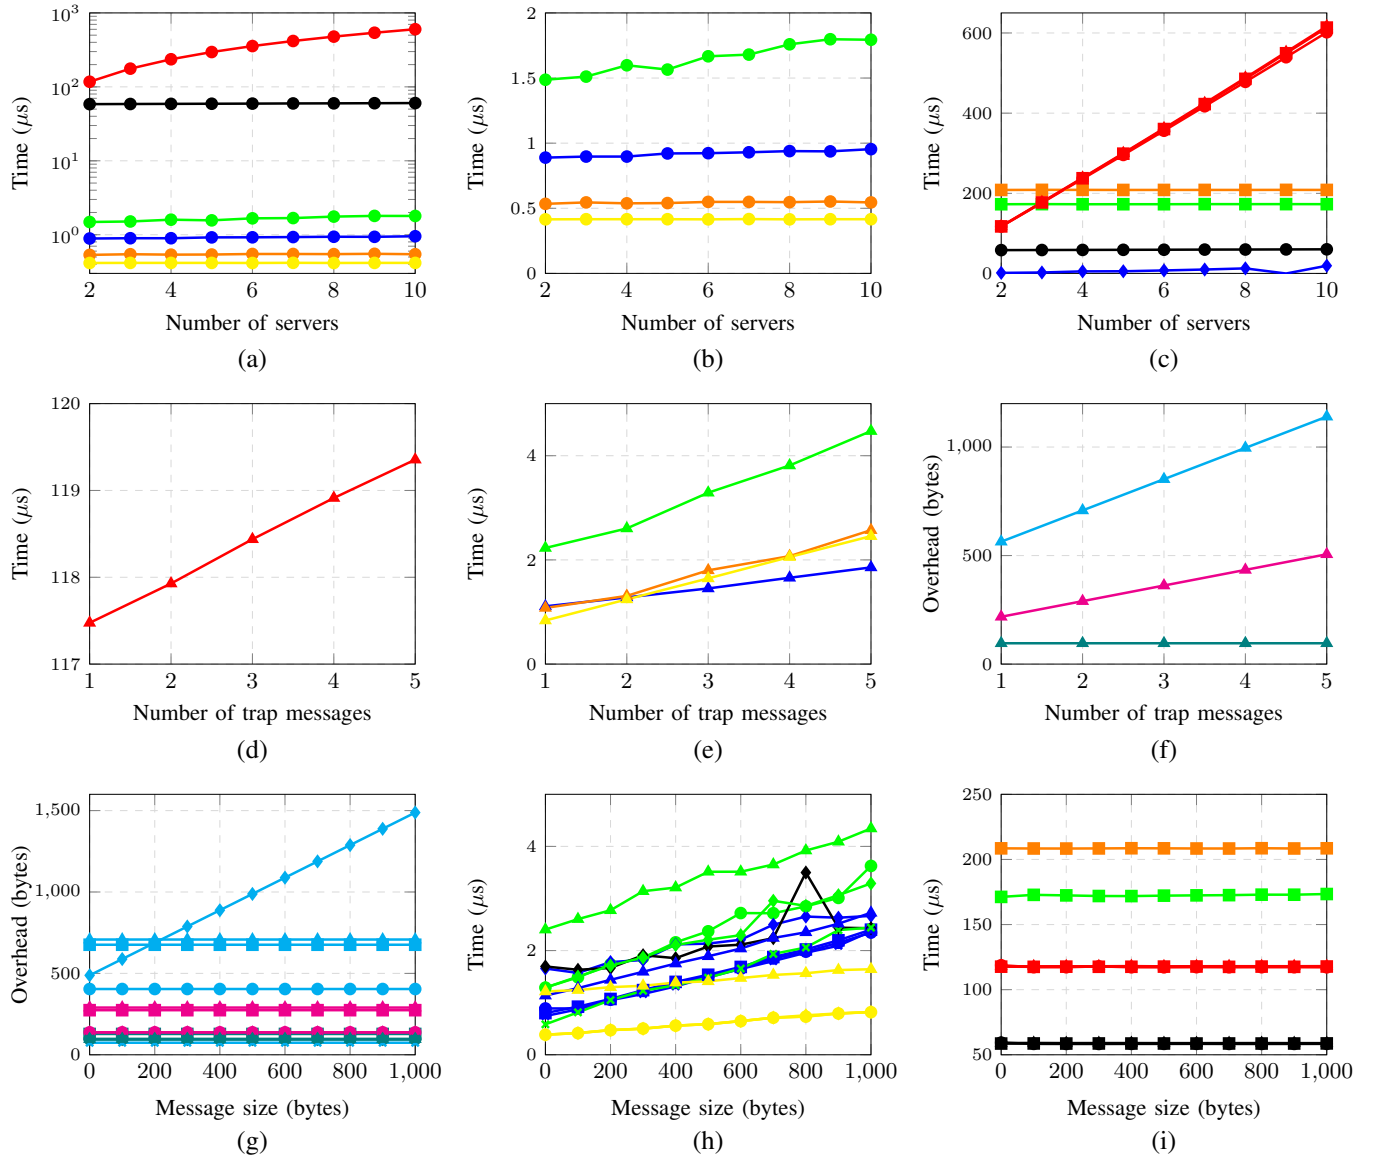 10^3
10^2
10^1
10^0
Time (μs)
2 4 6 8 10
Number of servers
(a)
2
1.5
1
0.5
0
Time (μs)
2 4 6 8 10
Number of servers
(b)
600
400
200
0
Time (μs)
2 4 6 8 10
Number of servers
(c)
120
119
118
117
Time (μs)
1 2 3 4 5
Number of trap messages
(d)
4
2
0
Time (μs)
1 2 3 4 5
Number of trap messages
(e)
1,000
500
0
Overhead (bytes)
1 2 3 4 5
Number of trap messages
(f)
1,500
1,000
500
0
Overhead (bytes)
0 200 400 600 800 1,000
Message size (bytes)
(g)
4
2
0
Time (μs)
0 200 400 600 800 1,000
Message size (bytes)
(h)
250
200
150
100
50
Time (μs)
0 200 400 600 800 1,000
Message size (bytes)
(i)